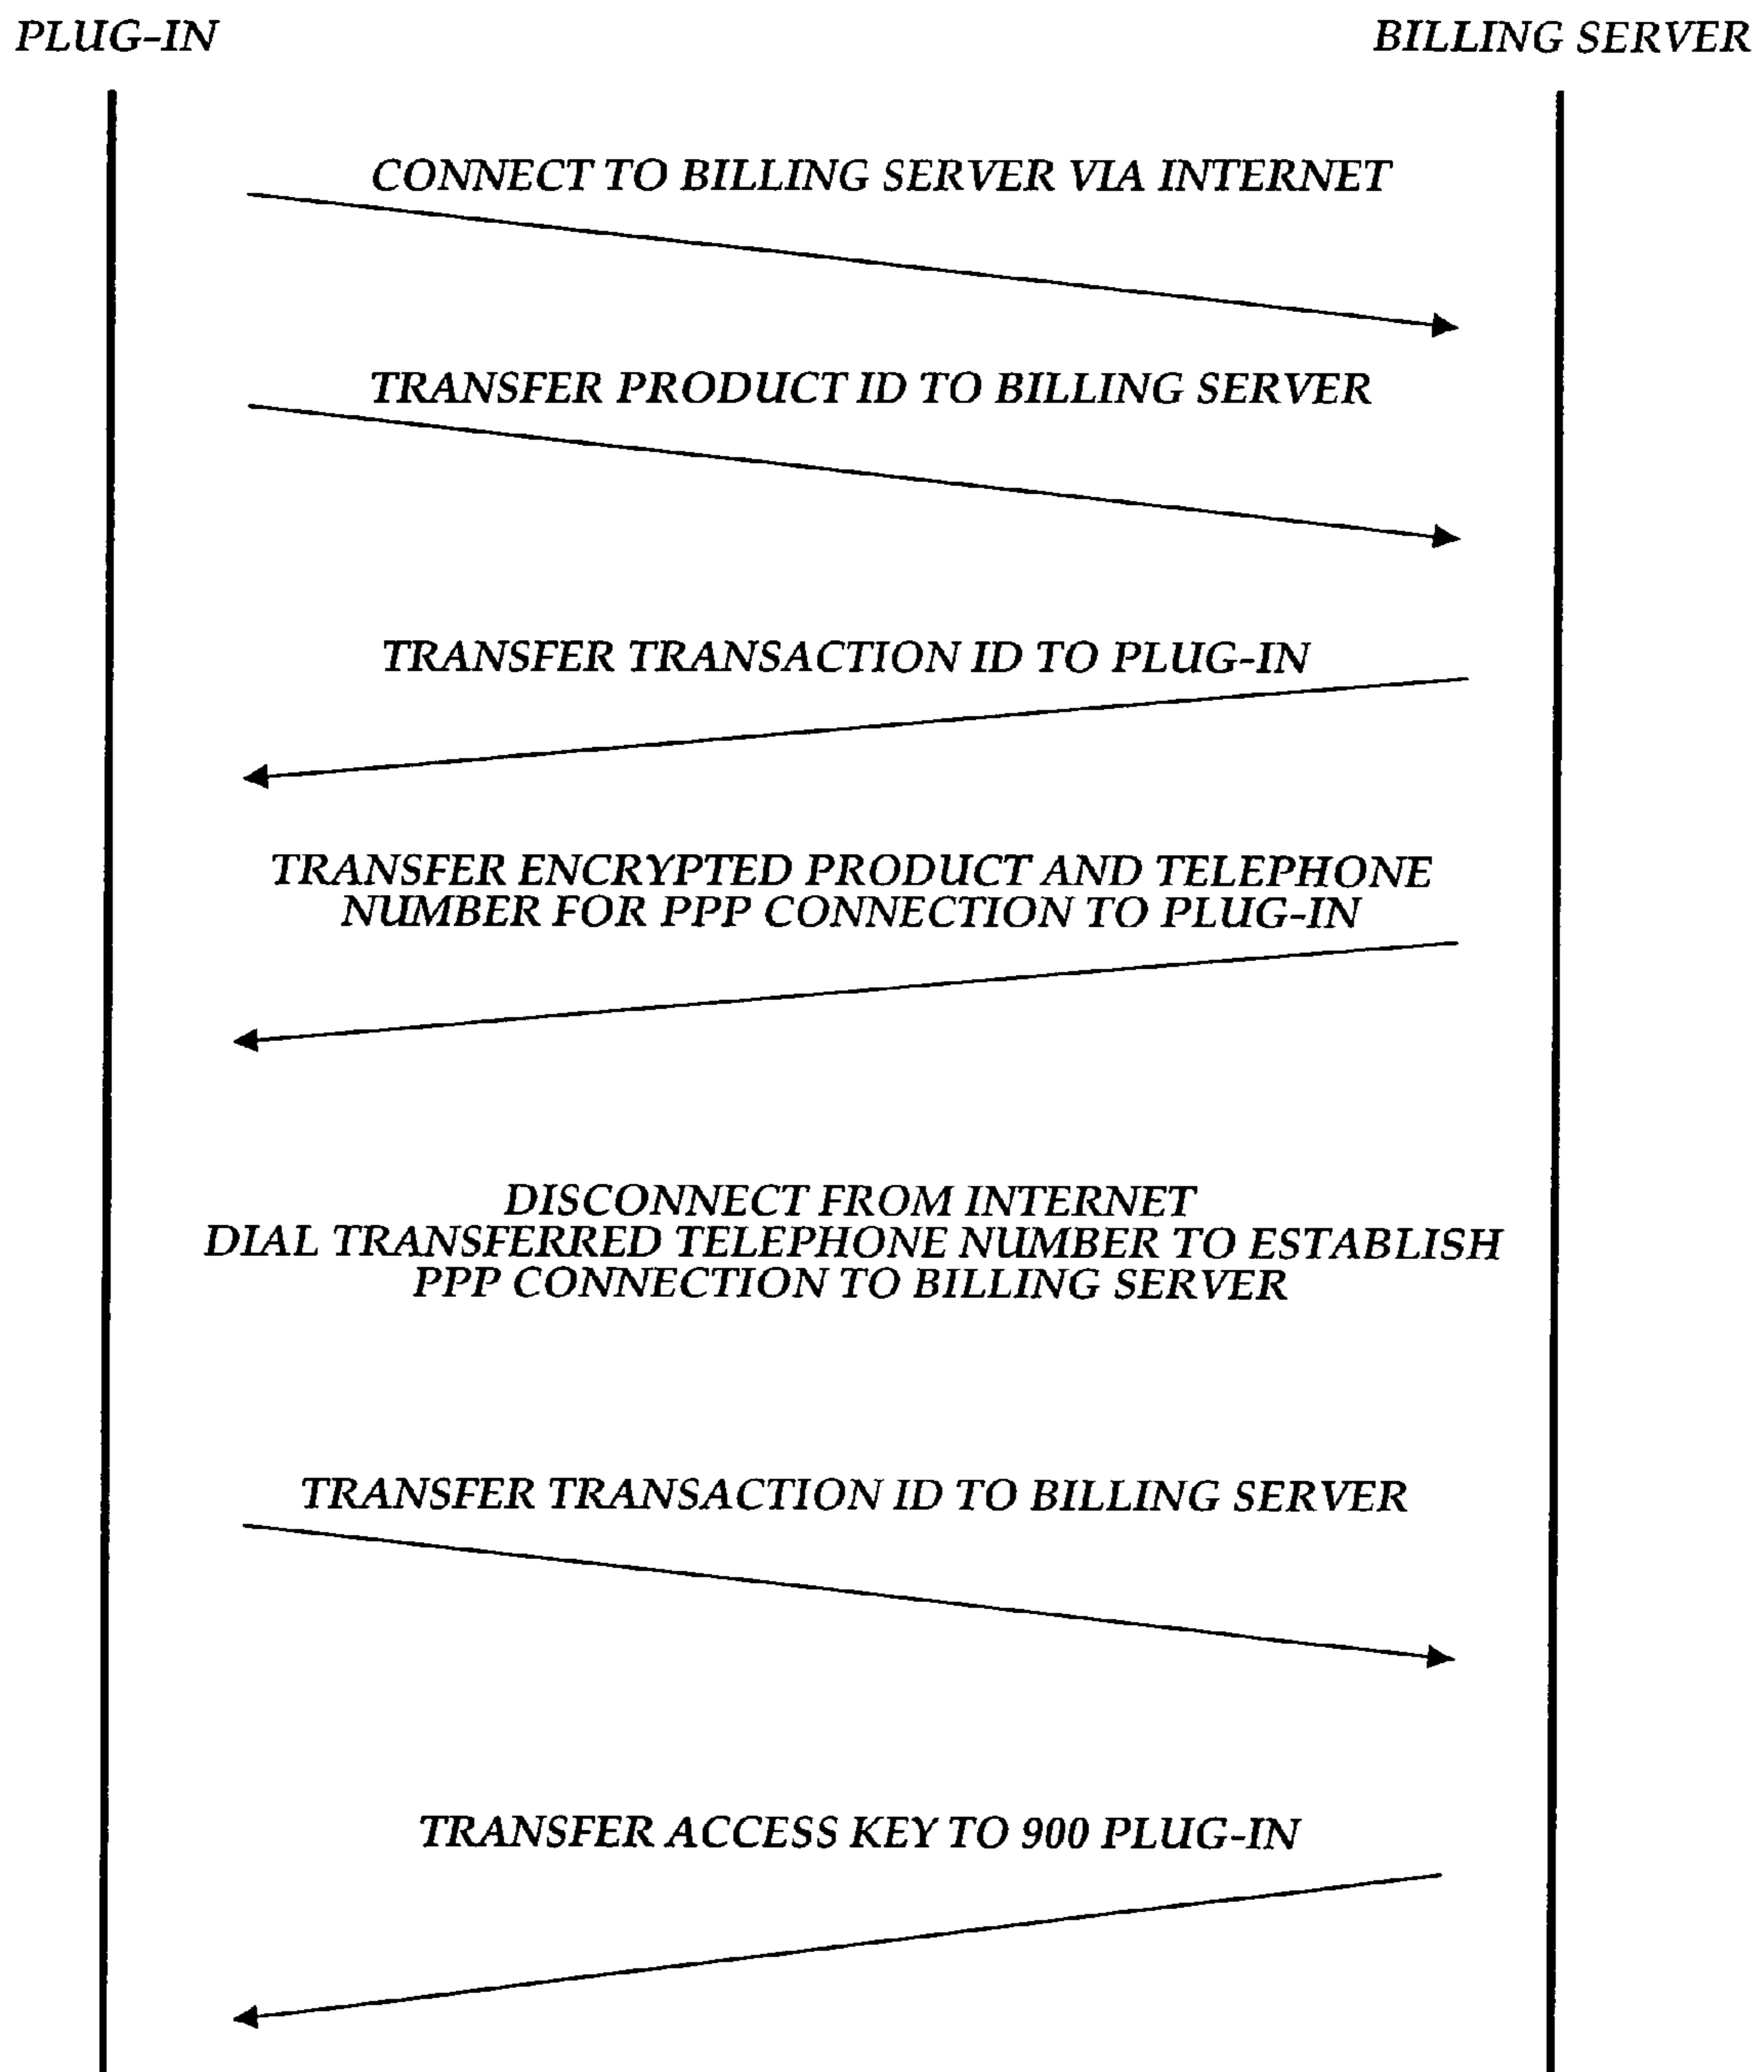 PLUG-IN
BILLING SERVER
CONNECT TO BILLING SERVER VIA INTERNET
TRANSFER PRODUCT ID TO BILLING SERVER
TRANSFER TRANSACTION ID TO PLUG-IN
TRANSFER ENCRYPTED PRODUCT AND TELEPHONE
NUMBER FOR PPP CONNECTION TO PLUG-IN
DISCONNECT FROM INTERNET
DIAL TRANSFERRED TELEPHONE NUMBER TO ESTABLISH
PPP CONNECTION TO BILLING SERVER
TRANSFER TRANSACTION ID TO BILLING SERVER
TRANSFER ACCESS KEY TO 900 PLUG-IN